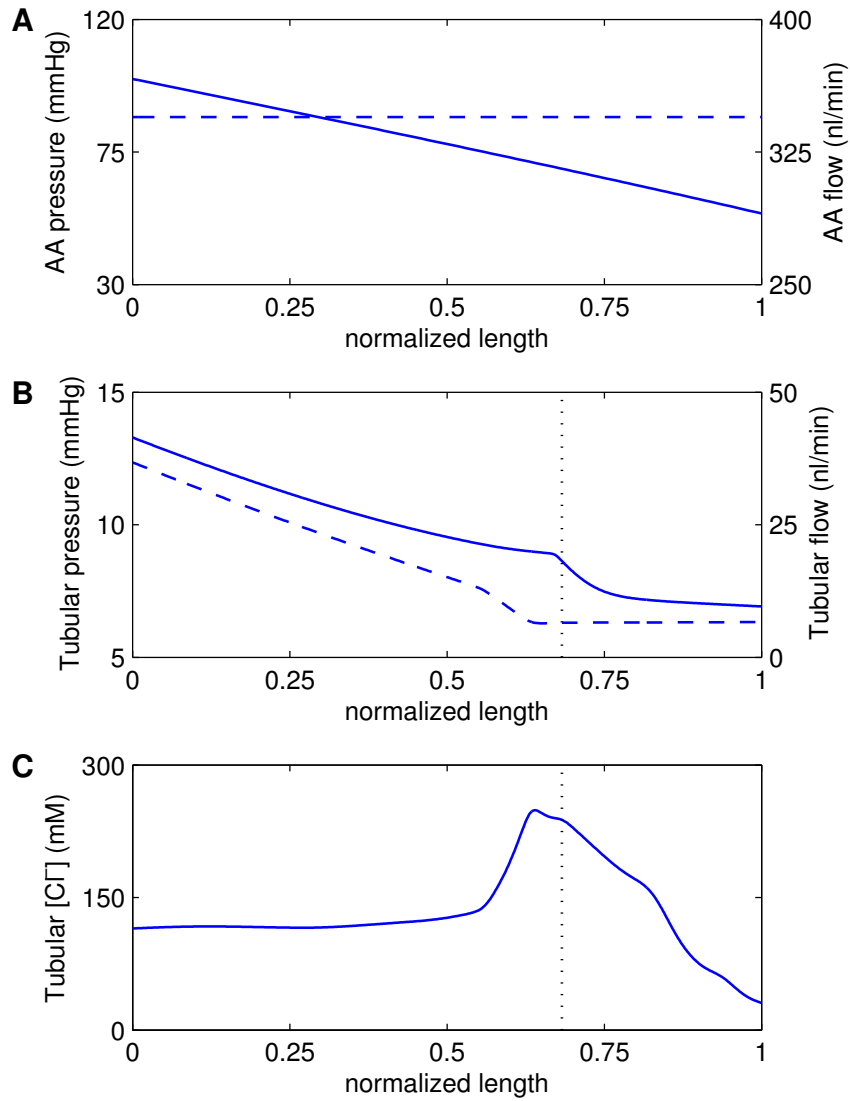 A
AA pressure (mmHg)
120
75
30
400
325
250
AA flow (nl/min)
0 0.25 0.5 0.75 1
normalized length
B
Tubular pressure (mmHg)
15
10
5
50
25
0
Tubular flow (nl/min)
0 0.25 0.5 0.75 1
normalized length
C
Tubular [Cl⁻] (mM)
300
150
0
0 0.25 0.5 0.75 1
normalized length